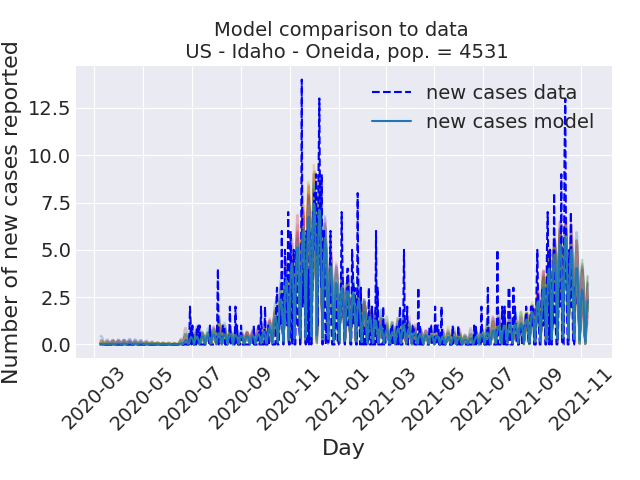 Model comparison to data
US - Idaho - Oneida, pop. = 4531
Number of new cases reported
12.5
10.0
7.5
5.0
2.5
0.0
new cases data
new cases model
2020-03
2020-05
2020-07
2020-09
2020-11
2021-01
2021-03
2021-05
2021-07
2021-09
2021-11
Day